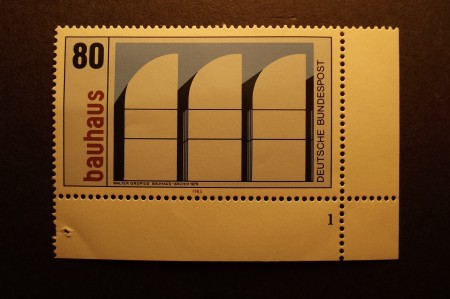 80
bauhaus
DEUTSCHE BUNDESPOST
WALTER GROPIUS BAUHAUS-ARCHIV 1979
1983
1